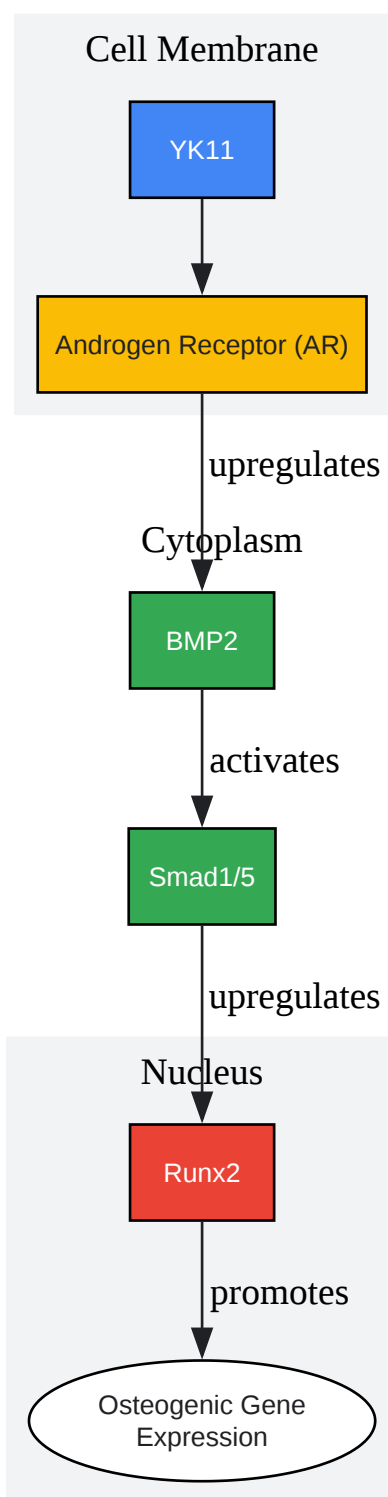 Cell Membrane
YK11
Androgen Receptor (AR)
upregulates
Cytoplasm
BMP2
activates
Smad1/5
upregulates
Nucleus
Runx2
promotes
Osteogenic Gene
Expression